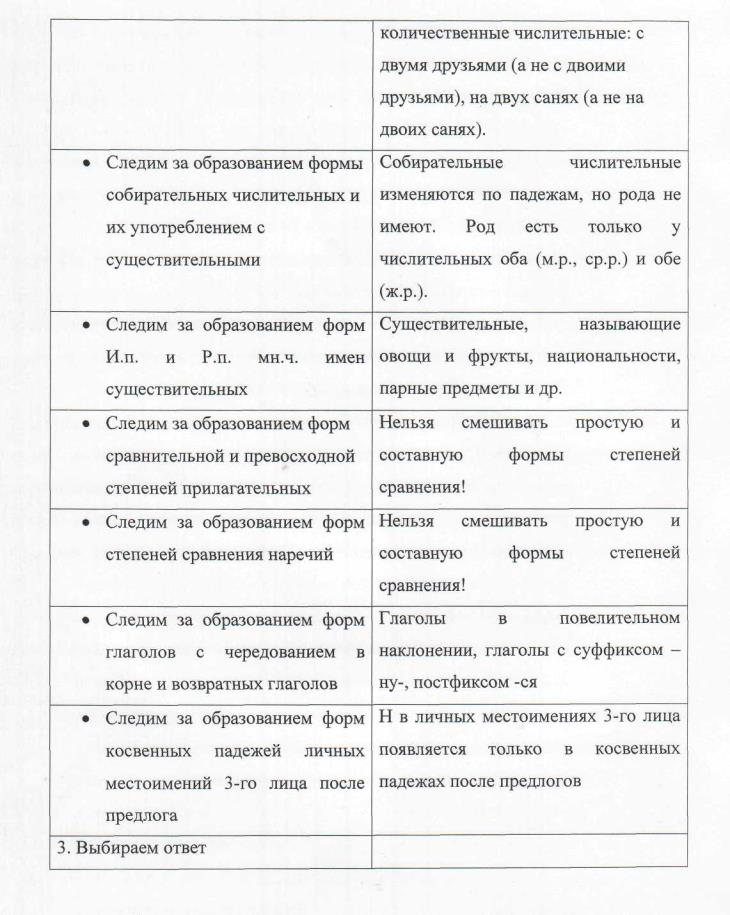 количественные числительные: с
двумя друзьями (а не с двоими
друзьями), на двух санях (а не на
двоих санях).
• Следим за образованием формы
собирательных числительных и
их употреблением с
существительными
Собирательные числительные
изменяются по падежам, но рода не
имеют. Род есть только у
числительных оба (м.р., ср.р.) и обе
(ж.р.).
• Следим за образованием форм
И.п. и Р.п. мн.ч. имен
существительных
Существительные, называющие
овощи и фрукты, национальности,
парные предметы и др.
• Следим за образованием форм
сравнительной и превосходной
степеней прилагательных
Нельзя смешивать простую и
составную формы степеней
сравнения!
• Следим за образованием форм
степеней сравнения наречий
Нельзя смешивать простую и
составную формы степеней
сравнения!
• Следим за образованием форм
глаголов с чередованием в
корне и возвратных глаголов
Глаголы в повелительном
наклонении, глаголы с суффиксом –
ну-, постфиксом -ся
• Следим за образованием форм
косвенных падежей личных
местоимений 3-го лица после
предлога
Н в личных местоимениях 3-го лица
появляется только в косвенных
падежах после предлогов
3. Выбираем ответ